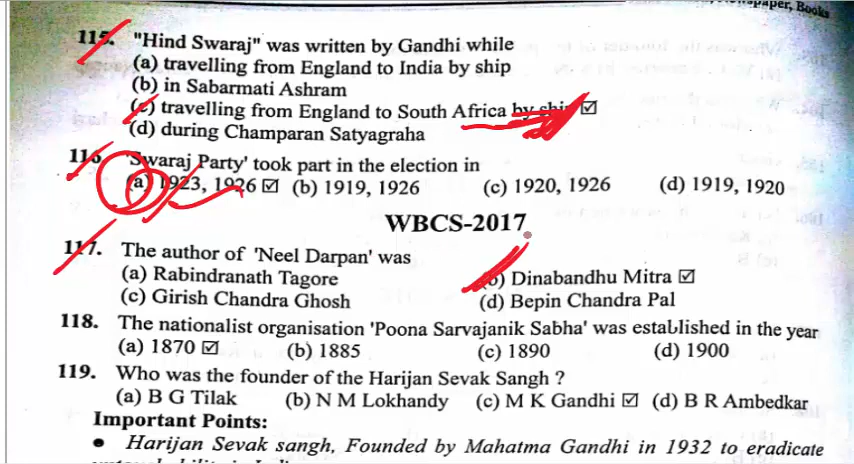 newspaper, Books
115. "Hind Swaraj" was written by Gandhi while
(a) travelling from England to India by ship
(b) in Sabarmati Ashram
(c) travelling from England to South Africa by ship ☑
(d) during Champaran Satyagraha
116. 'Swaraj Party' took part in the election in
(a) 1923, 1926 ☑ (b) 1919, 1926 (c) 1920, 1926 (d) 1919, 1920
WBCS-2017
117. The author of 'Neel Darpan' was
(a) Rabindranath Tagore (b) Dinabandhu Mitra ☑
(c) Girish Chandra Ghosh (d) Bepin Chandra Pal
118. The nationalist organisation 'Poona Sarvajanik Sabha' was established in the year
(a) 1870 ☑ (b) 1885 (c) 1890 (d) 1900
119. Who was the founder of the Harijan Sevak Sangh ?
(a) B G Tilak (b) N M Lokhandy (c) M K Gandhi ☑ (d) B R Ambedkar
Important Points:
• Harijan Sevak sangh, Founded by Mahatma Gandhi in 1932 to eradicate